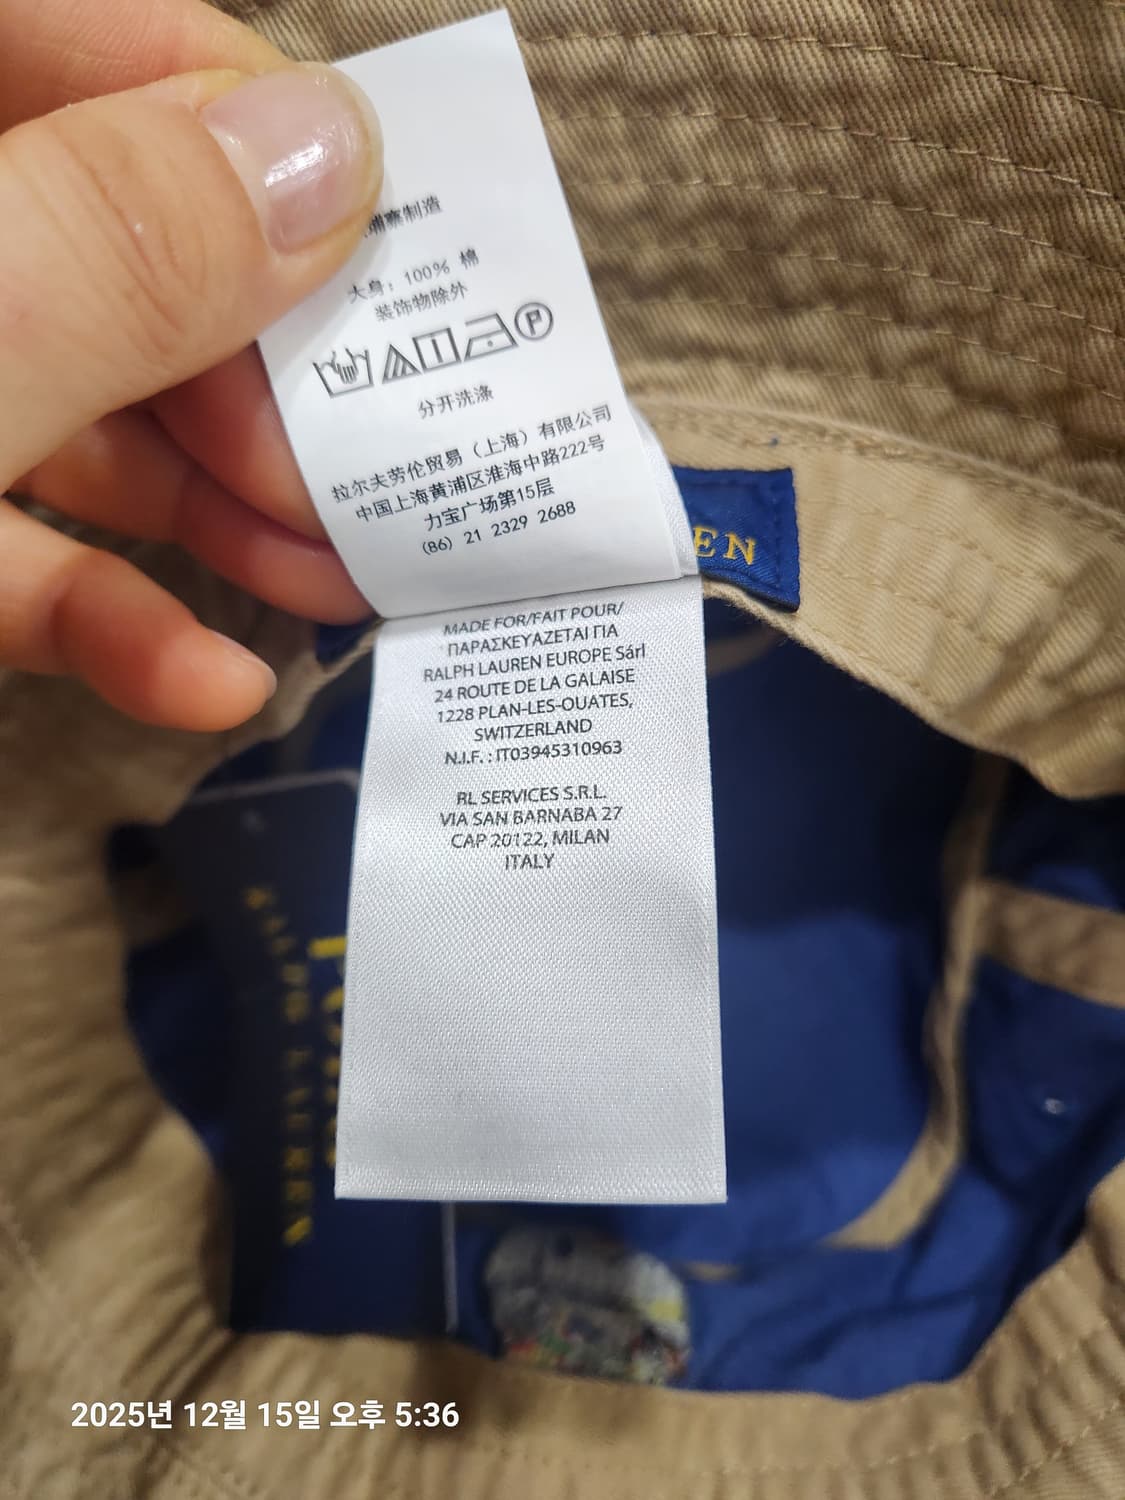 埔寨制造
大身: 100% 棉
装饰物除外
P
分开洗涤
拉尔夫劳伦贸易（上海）有限公司
中国上海黄浦区淮海中路222号
力宝广场第15层
(86) 21 2329 2688
EN
MADE FOR/FAIT POUR/
ΠΑΡΑΣΚΕΥΑΖΕΤΑΙ ΓΙΑ
RALPH LAUREN EUROPE Sárl
24 ROUTE DE LA GALAISE
1228 PLAN-LES-OUATES,
SWITZERLAND
N.I.F. : IT03945310963
RL SERVICES S.R.L.
VIA SAN BARNABA 27
CAP 20122, MILAN
ITALY
2025년 12월 15일 오후 5:36